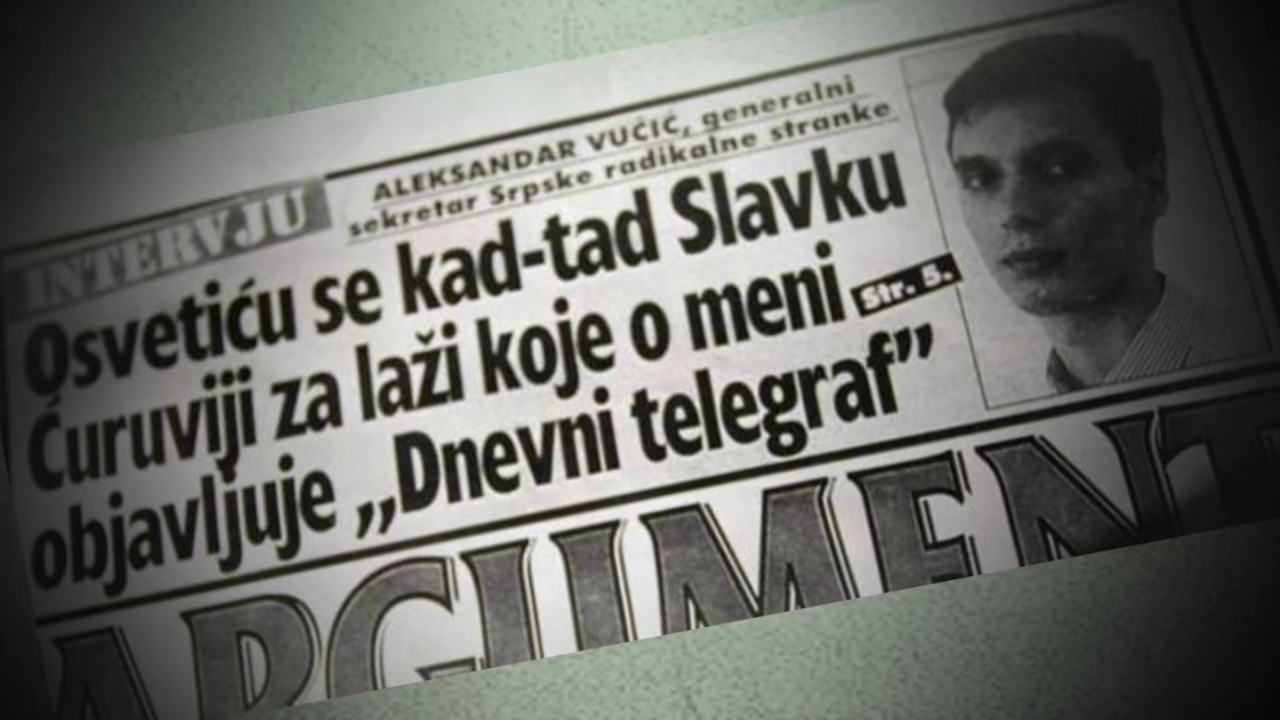 INTERVJU
ALEKSANDAR VUČIĆ, generalni
sekretar Srpske radikalne stranke
Osvetiću se kad-tad Slavku
Ćuruviji za laži koje o meni
Str. 5.
objavljuje „Dnevni telegraf”
ARGUMENT